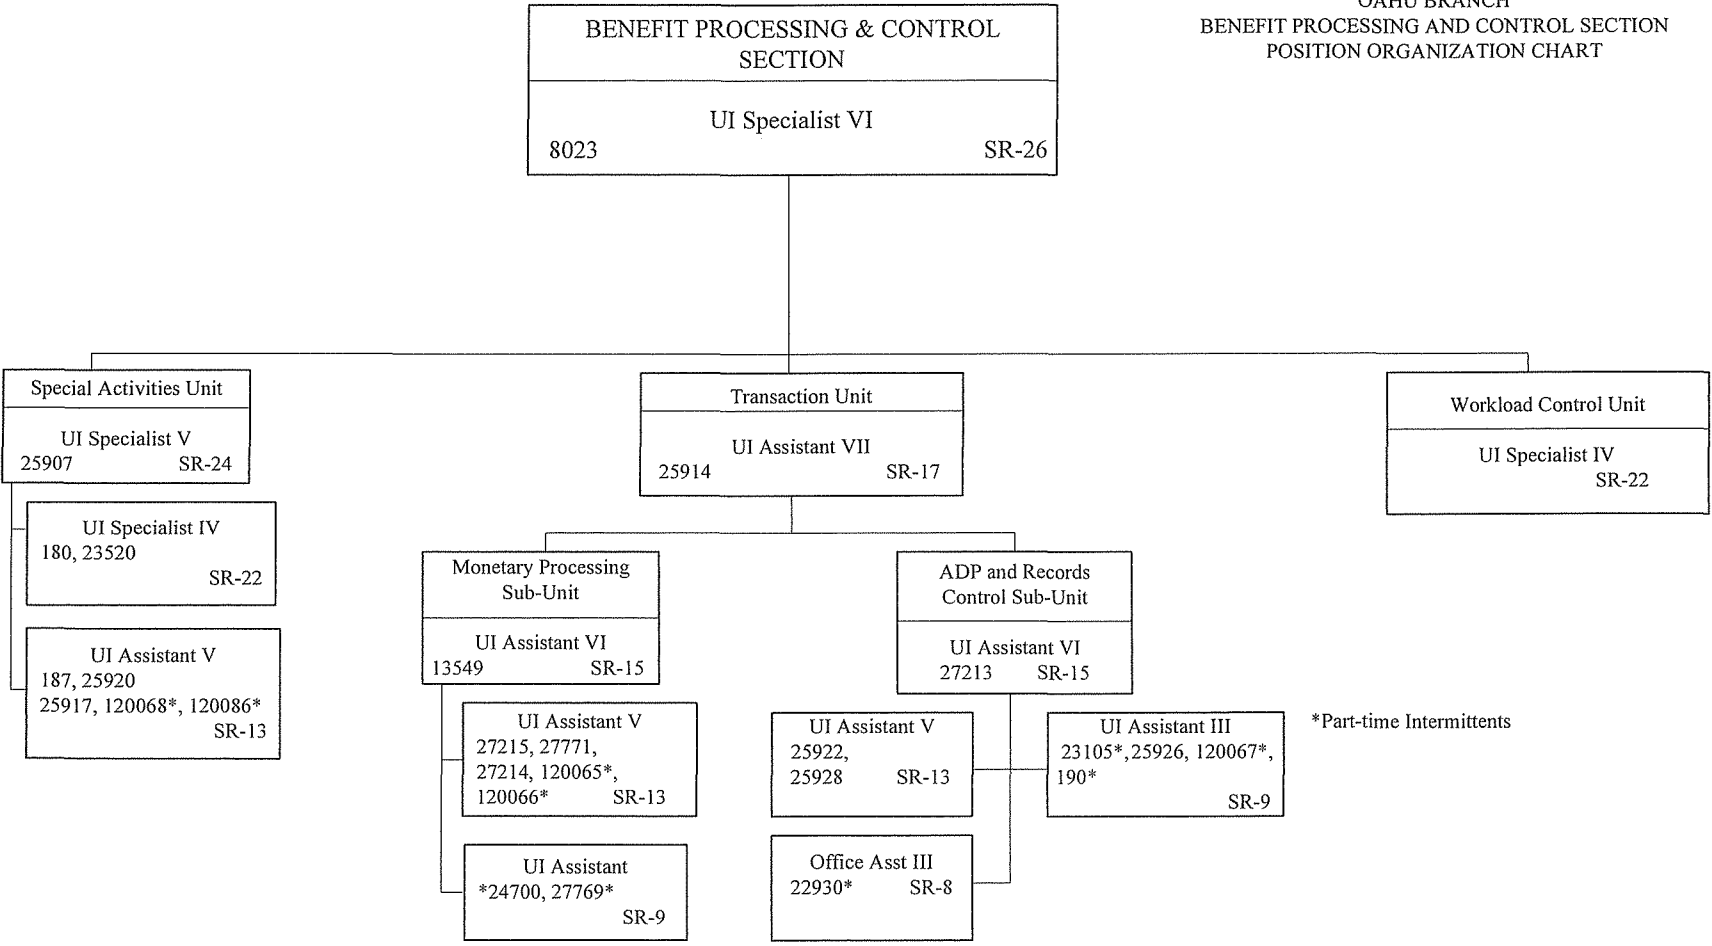 OAHU BRANCH
BENEFIT PROCESSING AND CONTROL SECTION
POSITION ORGANIZATION CHART
BENEFIT PROCESSING & CONTROL
SECTION
UI Specialist VI
8023 SR-26
Special Activities Unit
UI Specialist V
25907 SR-24
UI Specialist IV
180, 23520
SR-22
UI Assistant V
187, 25920
25917, 120068*, 120086*
SR-13
Transaction Unit
UI Assistant VII
25914 SR-17
Monetary Processing
Sub-Unit
UI Assistant VI
13549 SR-15
UI Assistant V
27215, 27771,
27214, 120065*,
120066* SR-13
UI Assistant
*24700, 27769*
SR-9
ADP and Records
Control Sub-Unit
UI Assistant VI
27213 SR-15
UI Assistant V
25922,
25928 SR-13
UI Assistant III
23105*,25926, 120067*,
190*
SR-9
Office Asst III
22930* SR-8
Workload Control Unit
UI Specialist IV
SR-22
*Part-time Intermittents